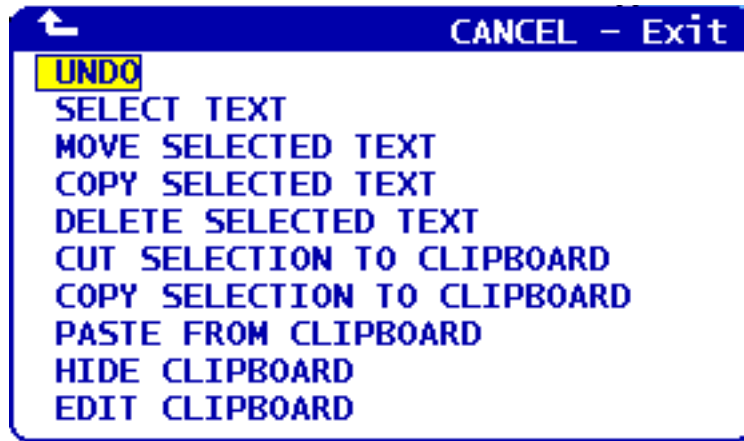 CANCEL - Exit
UNDO
SELECT TEXT
MOVE SELECTED TEXT
COPY SELECTED TEXT
DELETE SELECTED TEXT
CUT SELECTION TO CLIPBOARD
COPY SELECTION TO CLIPBOARD
PASTE FROM CLIPBOARD
HIDE CLIPBOARD
EDIT CLIPBOARD